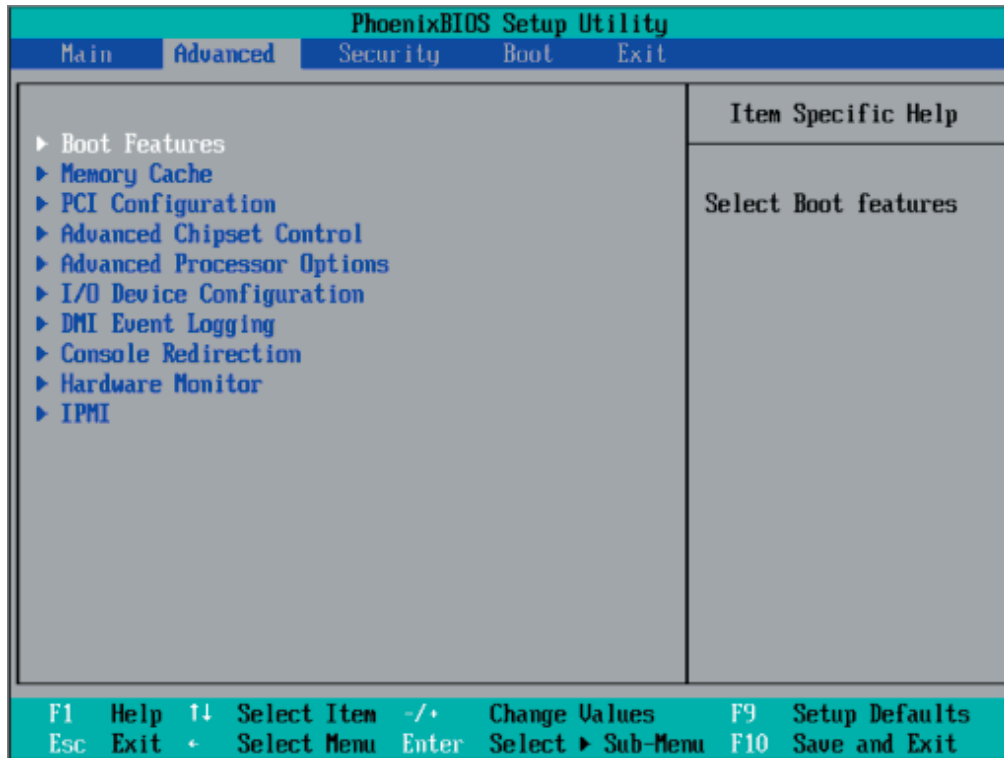 PhoenixBIOS Setup Utility
Main Advanced Security Boot Exit
Item Specific Help
Select Boot features
▶ Boot Features
▶ Memory Cache
▶ PCI Configuration
▶ Advanced Chipset Control
▶ Advanced Processor Options
▶ I/O Device Configuration
▶ DMI Event Logging
▶ Console Redirection
▶ Hardware Monitor
▶ IPMI
F1 Help ↑↓ Select Item -/+ Change Values F9 Setup Defaults
Esc Exit ← Select Menu Enter Select ▶ Sub-Menu F10 Save and Exit